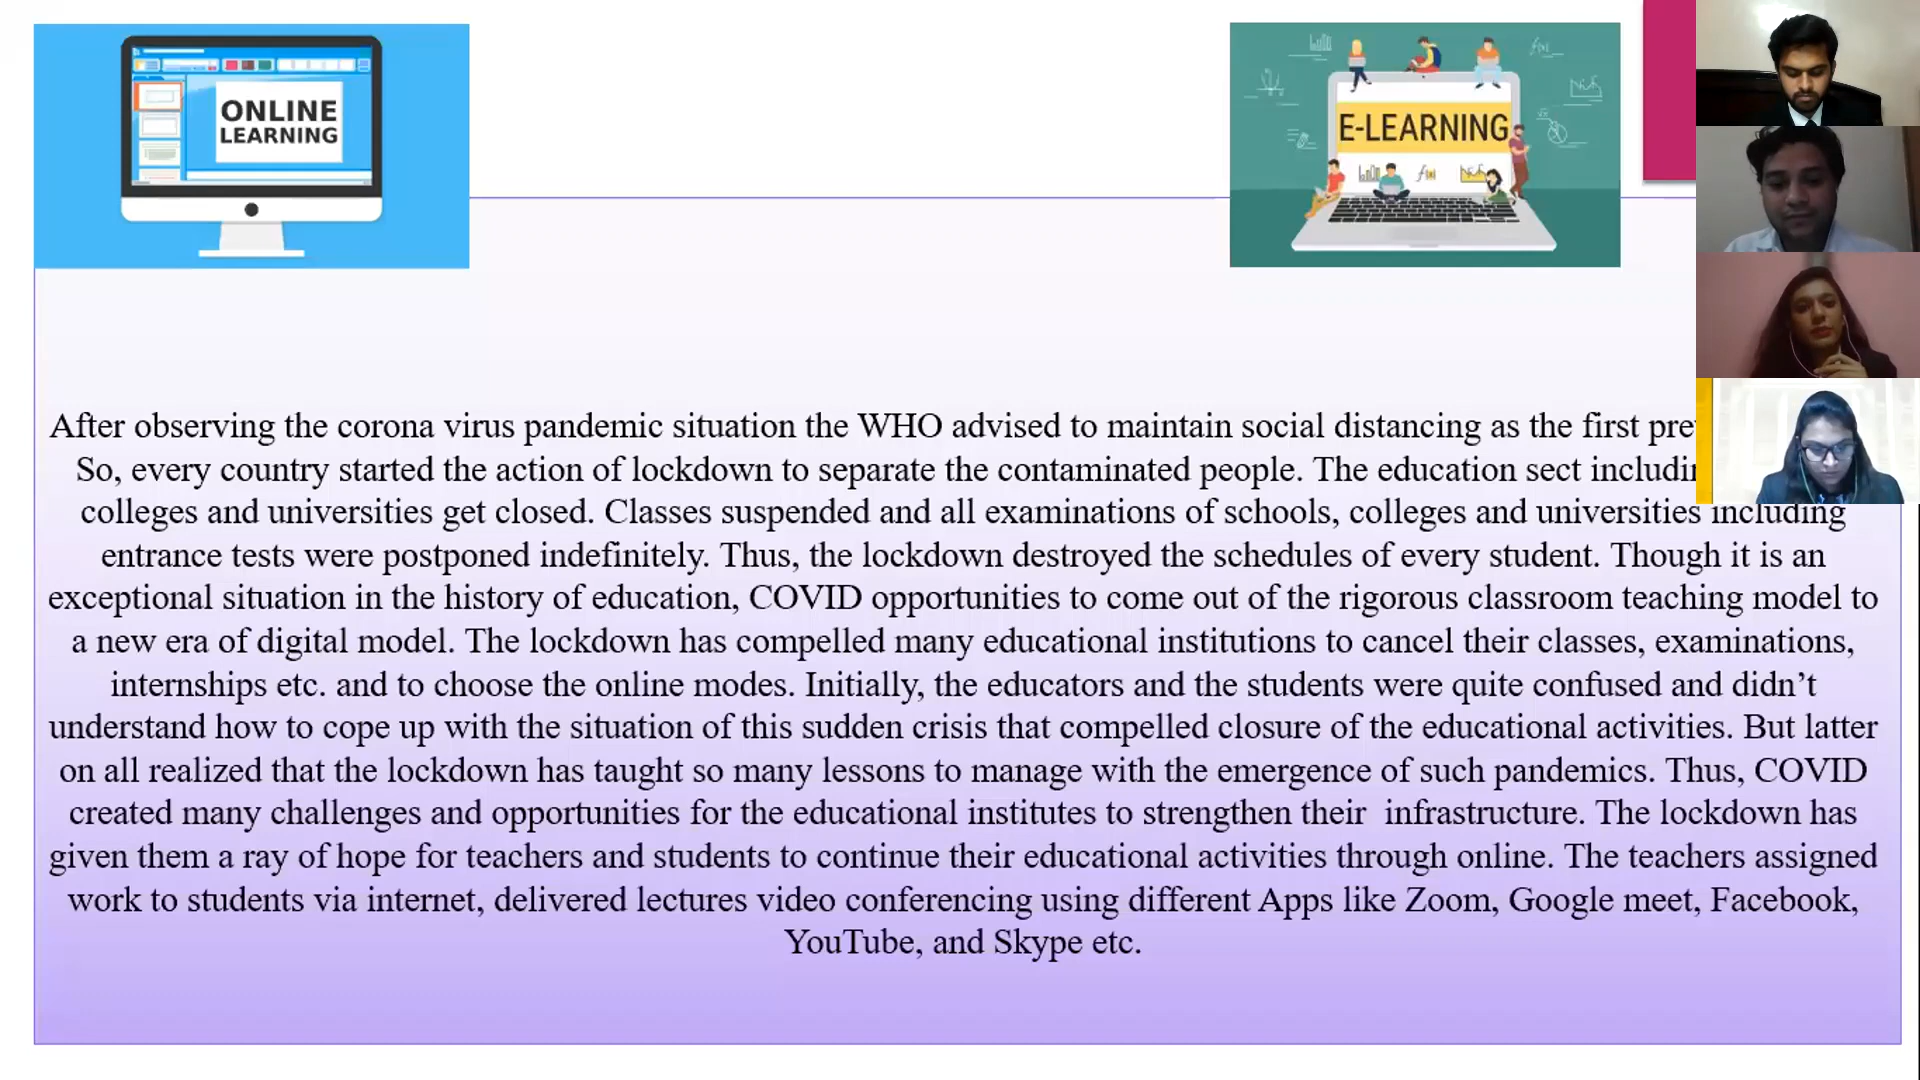 ONLINE
LEARNING
E-LEARNING
After observing the corona virus pandemic situation the WHO advised to maintain social distancing as the first
So, every country started the action of lockdown to separate the contaminated people. The education sect
colleges and universities get closed. Classes suspended and all examinations of schools, colleges and universities including
entrance tests were postponed indefinitely. Thus, the lockdown destroyed the schedules of every student. Though it is an
exceptional situation in the history of education, COVID opportunities to come out of the rigorous classroom teaching model to
a new era of digital model. The lockdown has compelled many educational institutions to cancel their classes, examinations,
internships etc. and to choose the online modes. Initially, the educators and the students were quite confused and didn’t
understand how to cope up with the situation of this sudden crisis that compelled closure of the educational activities. But latter
on all realized that the lockdown has taught so many lessons to manage with the emergence of such pandemics. Thus, COVID
created many challenges and opportunities for the educational institutes to strengthen their infrastructure. The lockdown has
given them a ray of hope for teachers and students to continue their educational activities through online. The teachers assigned
work to students via internet, delivered lectures video conferencing using different Apps like Zoom, Google meet, Facebook,
YouTube, and Skype etc.